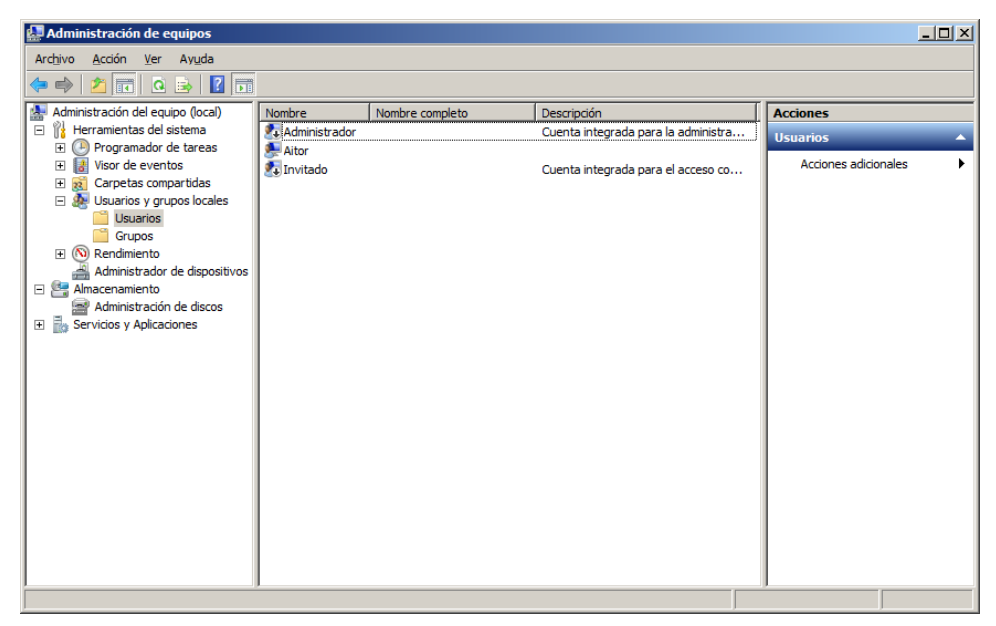 Administración de equipos
Archivo Acción Ver Ayuda
Administración del equipo (local)
Herramientas del sistema
Programador de tareas
Visor de eventos
Carpetas compartidas
Usuarios y grupos locales
Usuarios
Grupos
Rendimiento
Administrador de dispositivos
Almacenamiento
Administración de discos
Servicios y Aplicaciones
Nombre Nombre completo Descripción
Administrador Cuenta integrada para la administra...
Aitor
Invitado Cuenta integrada para el acceso co...
Acciones
Usuarios
Acciones adicionales